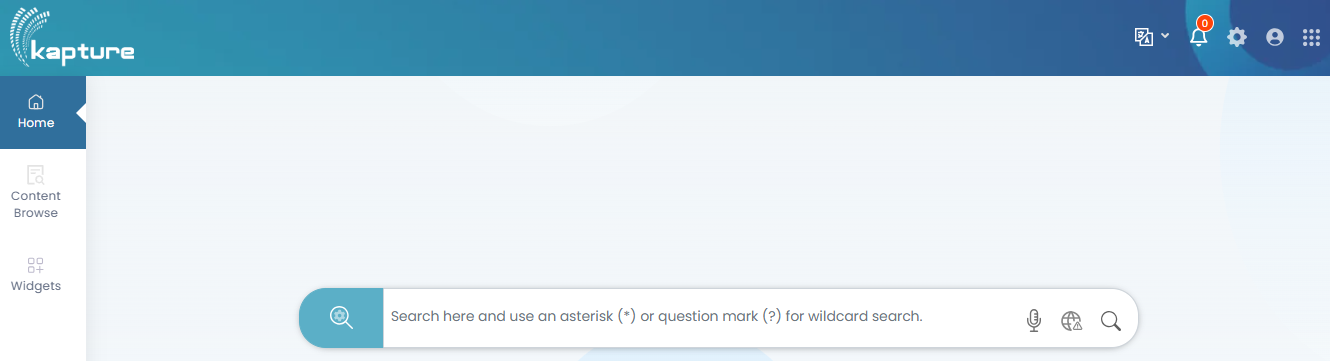 kapture
0
Home
Content
Browse
Widgets
Search here and use an asterisk (*) or question mark (?) for wildcard search.